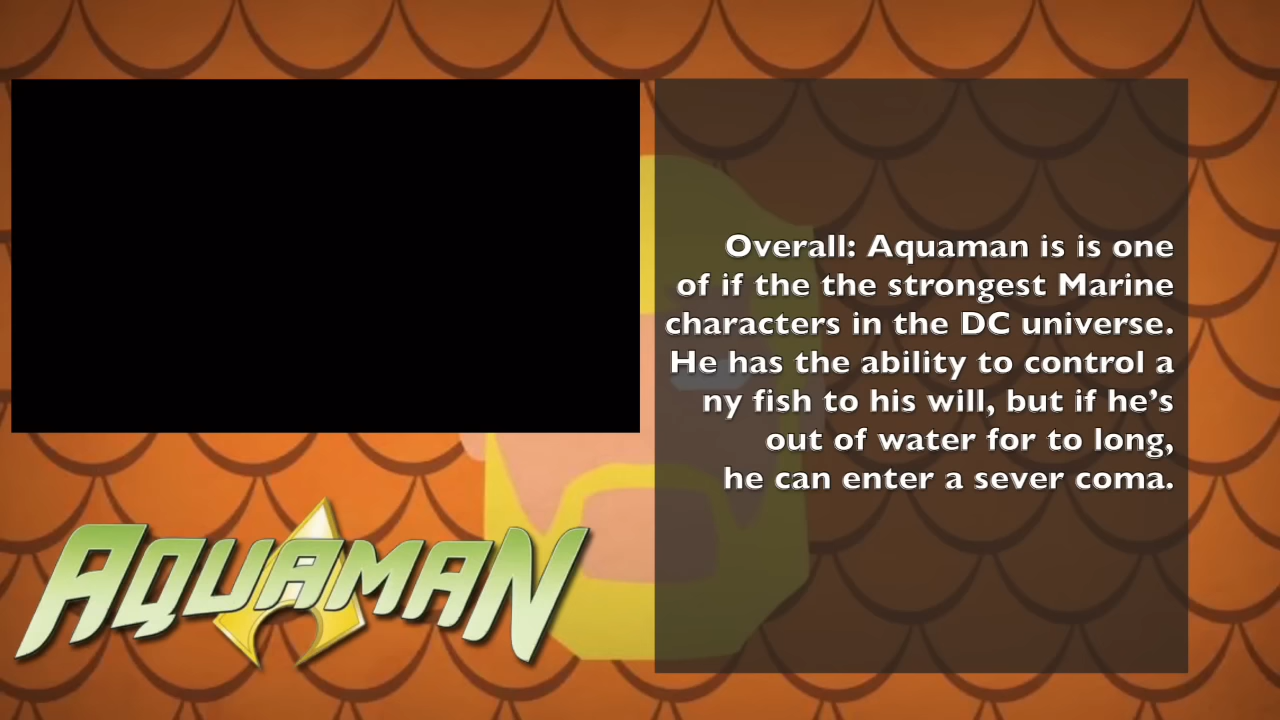 Overall: Aquaman is is one
of if the the strongest Marine
characters in the DC universe.
He has the ability to control a
ny fish to his will, but if he’s
out of water for to long,
he can enter a sever coma.
AQUAMAN